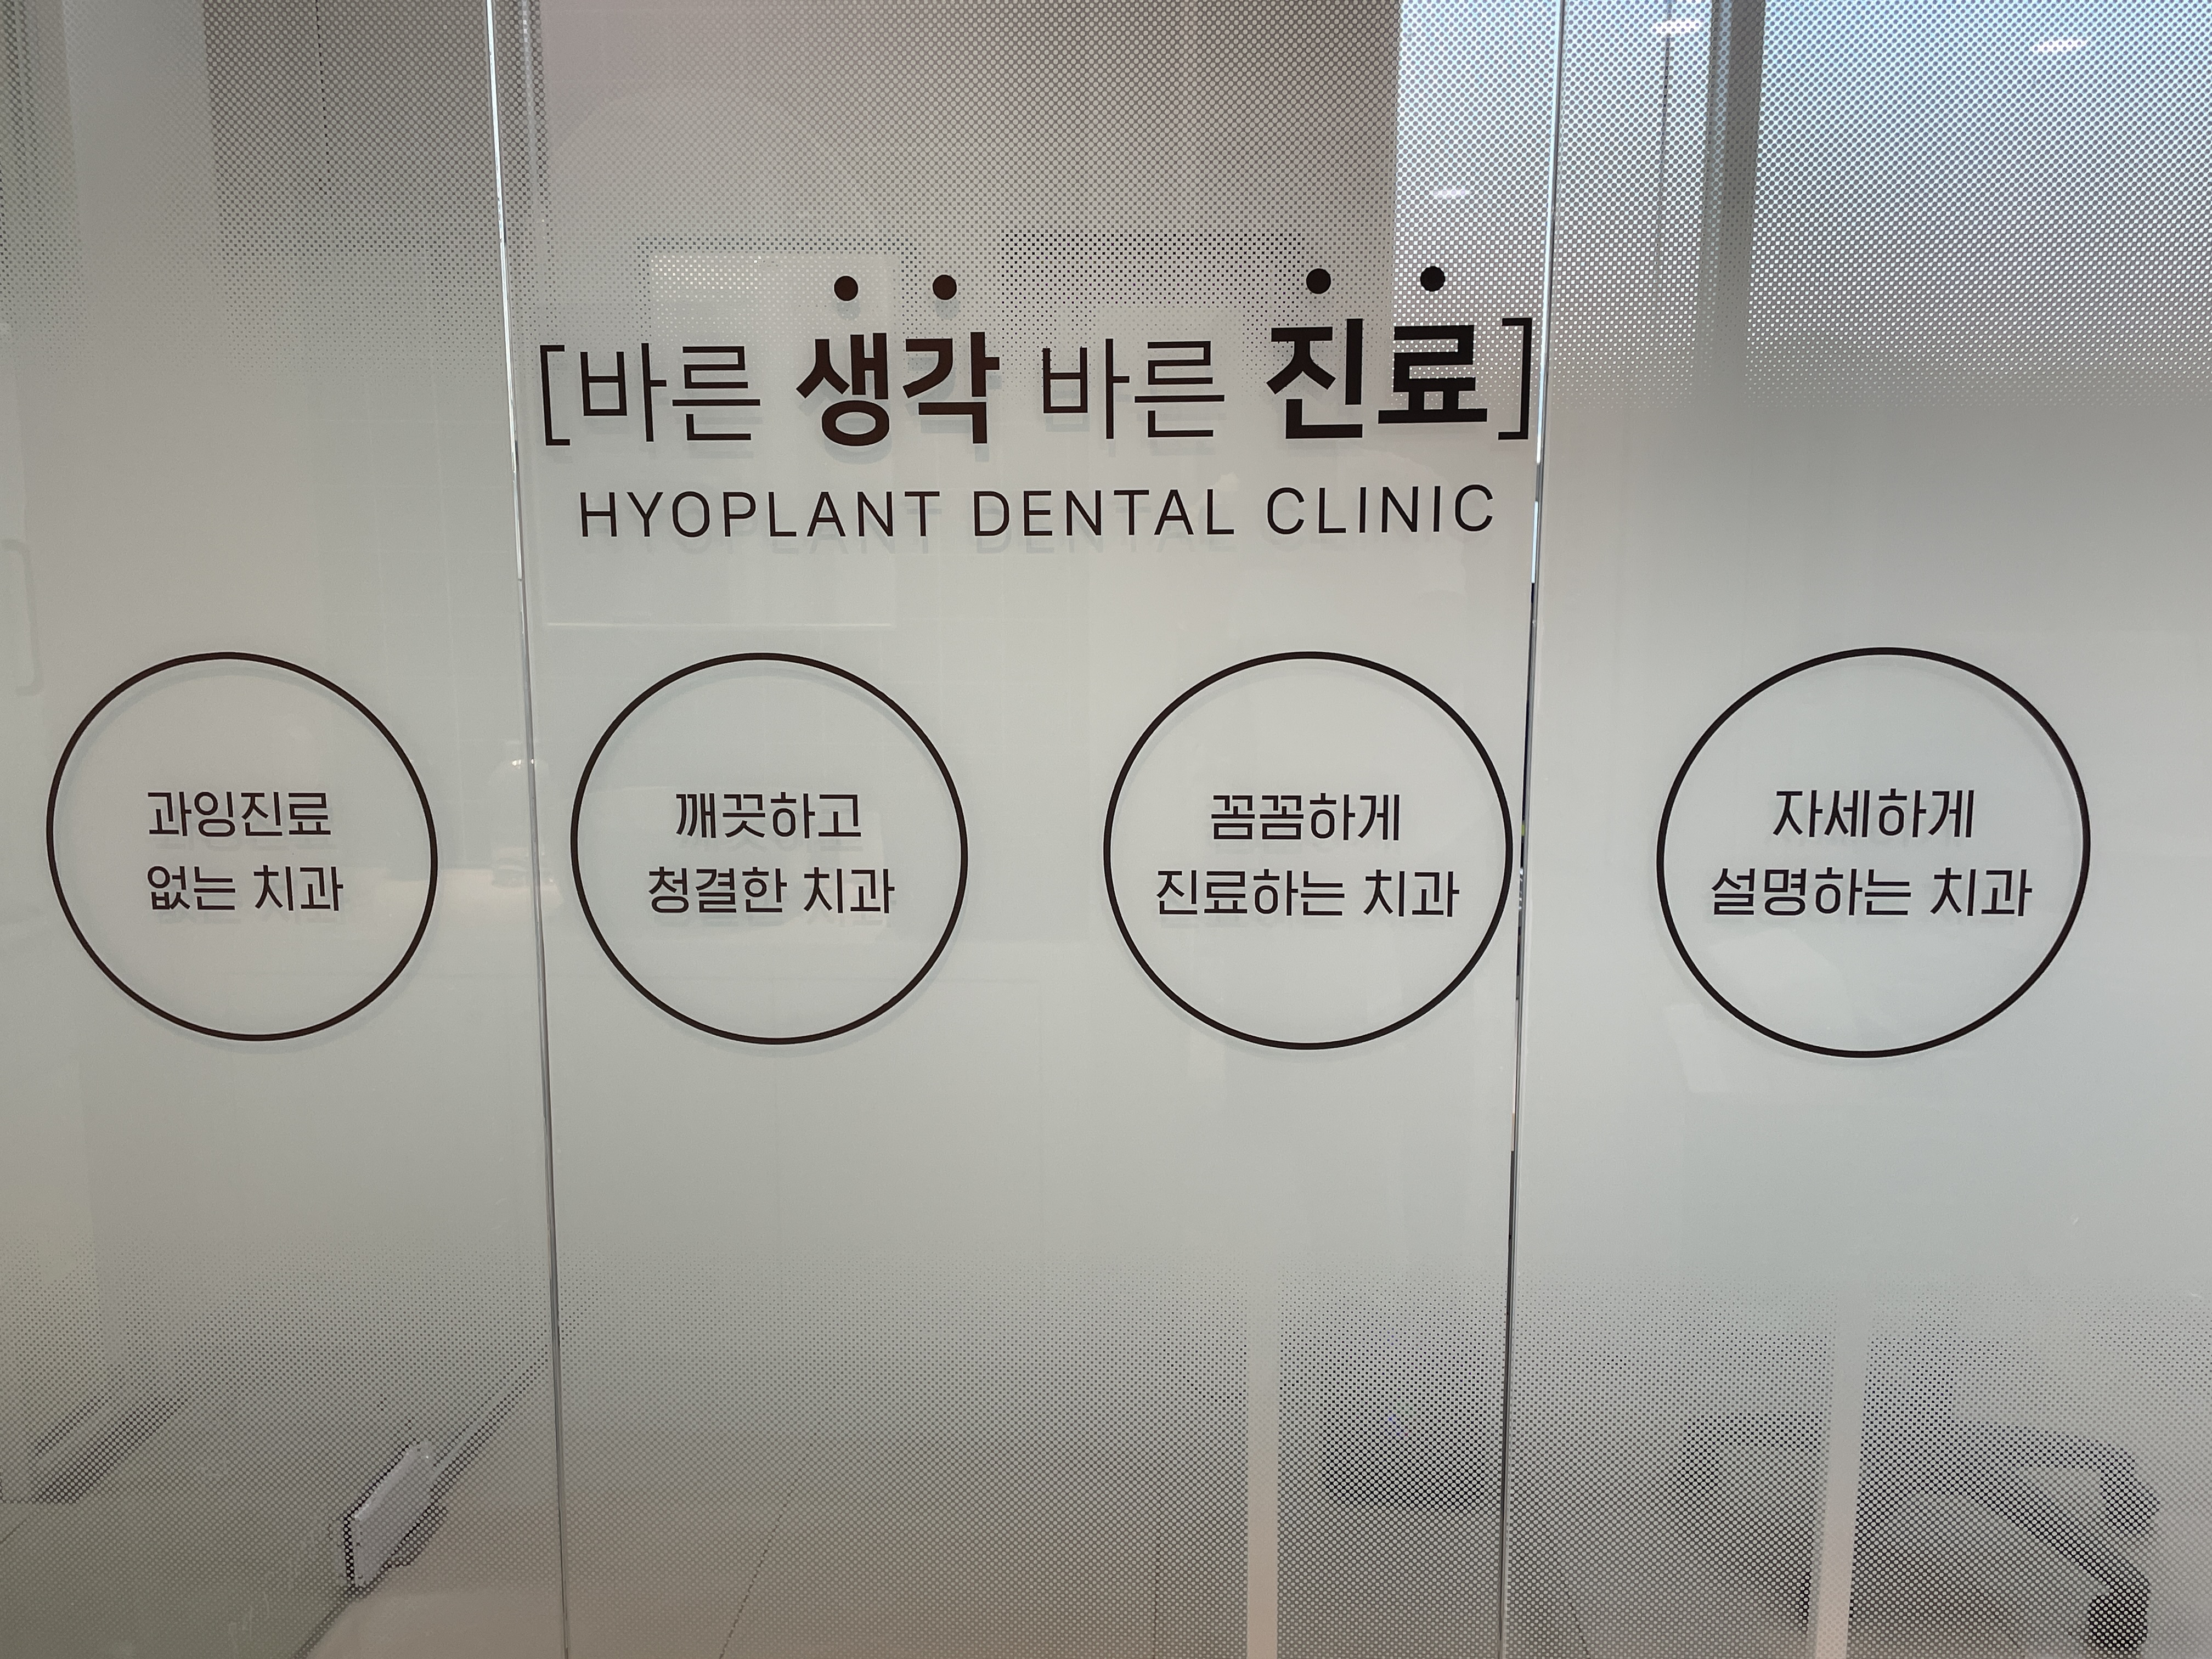 [바른 생각 바른 진료]
HYOPLANT DENTAL CLINIC
과잉진료
없는 치과
깨끗하고
청결한 치과
꼼꼼하게
진료하는 치과
자세하게
설명하는 치과